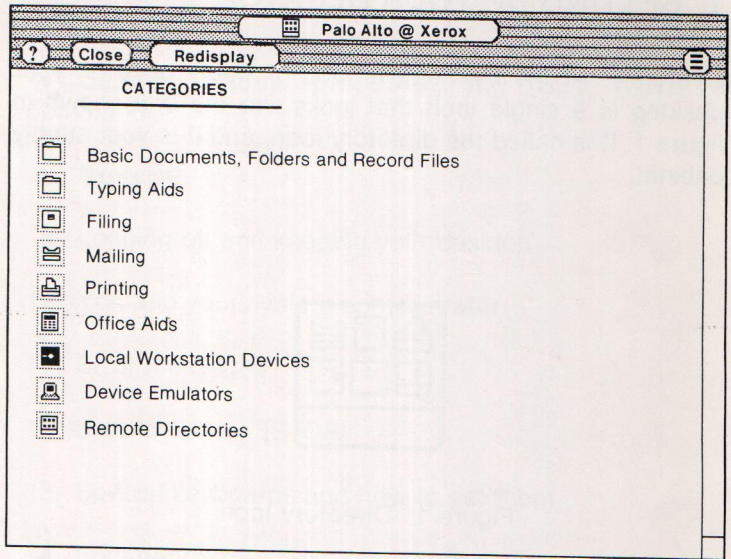 Palo Alto @ Xerox
? Close Redisplay
CATEGORIES
Basic Documents, Folders and Record Files
Typing Aids
Filing
Mailing
Printing
Office Aids
Local Workstation Devices
Device Emulators
Remote Directories